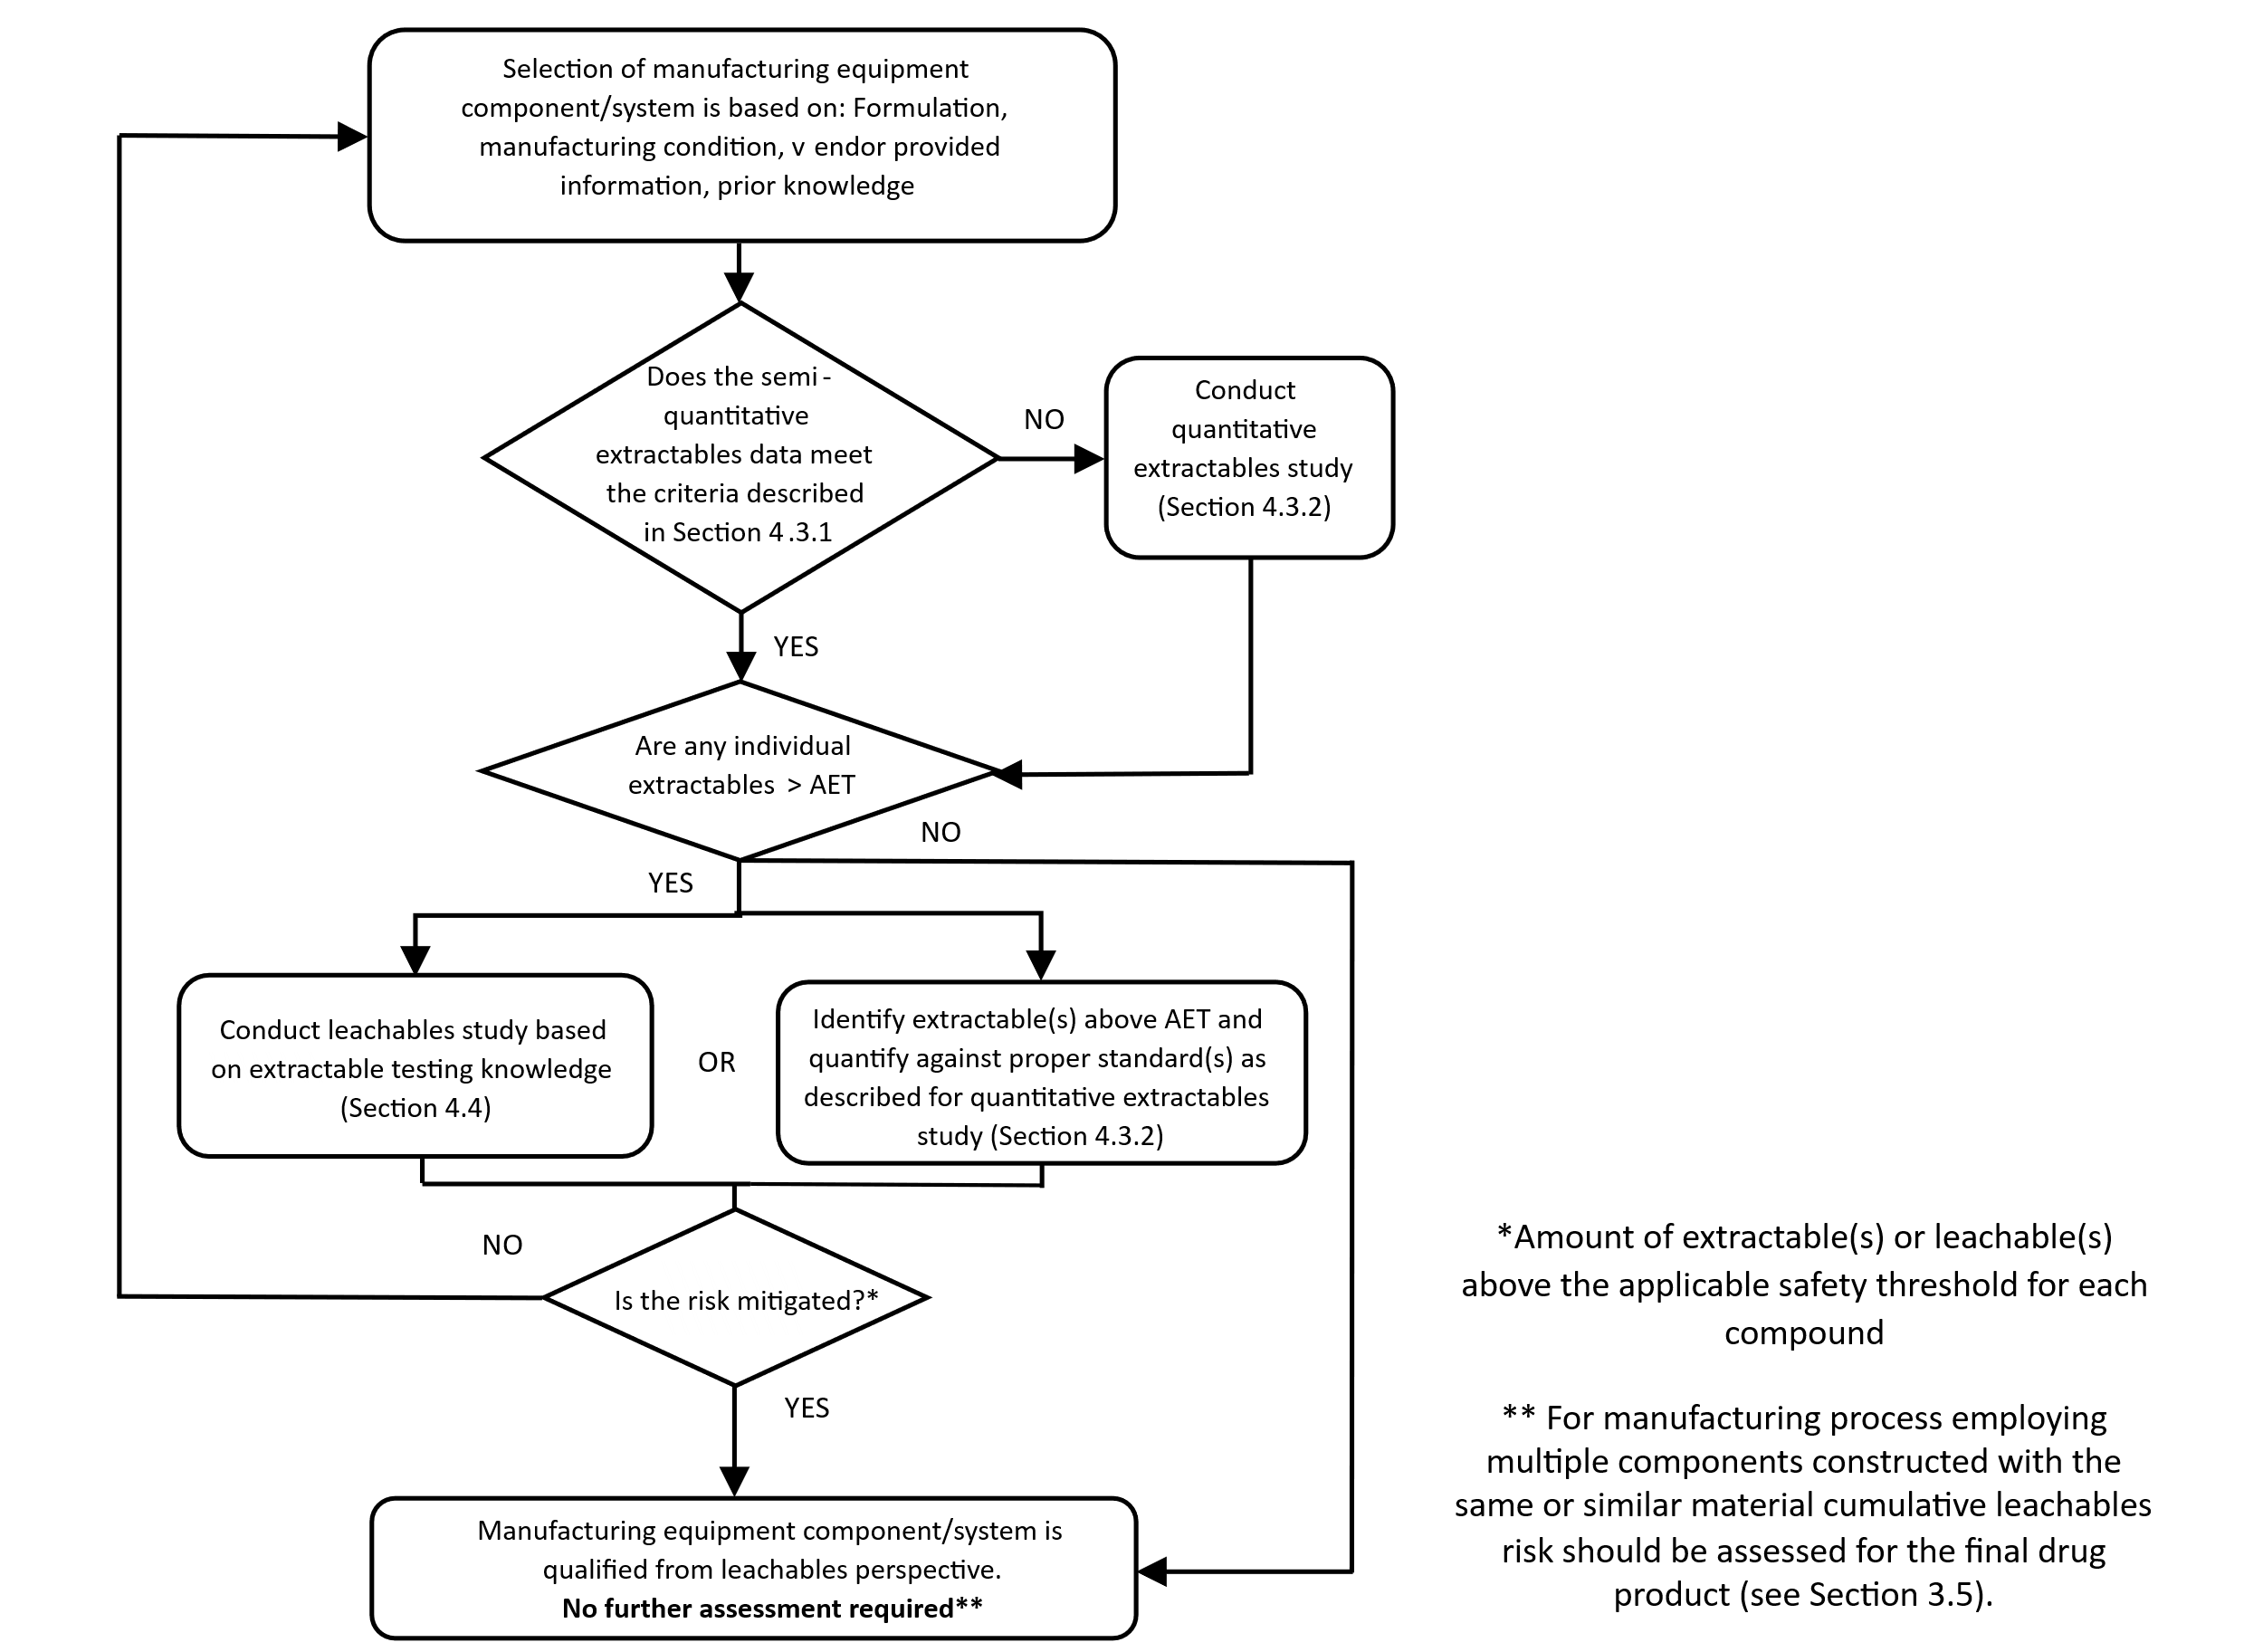 Selection of manufacturing equipment
component/system is based on: Formulation,
manufacturing condition, v endor provided
information, prior knowledge
Does the semi -
quantitative
extractables data meet
the criteria described
in Section 4 .3.1
NO
Conduct
quantitative
extractables study
(Section 4.3.2)
YES
Are any individual
extractables > AET
NO
YES
Conduct leachables study based
on extractable testing knowledge
(Section 4.4)
OR
Identify extractable(s) above AET and
quantify against proper standard(s) as
described for quantitative extractables
study (Section 4.3.2)
NO
Is the risk mitigated?*
YES
Manufacturing equipment component/system is
qualified from leachables perspective.
No further assessment required**
*Amount of extractable(s) or leachable(s)
above the applicable safety threshold for each
compound
** For manufacturing process employing
multiple components constructed with the
same or similar material cumulative leachables
risk should be assessed for the final drug
product (see Section 3.5).